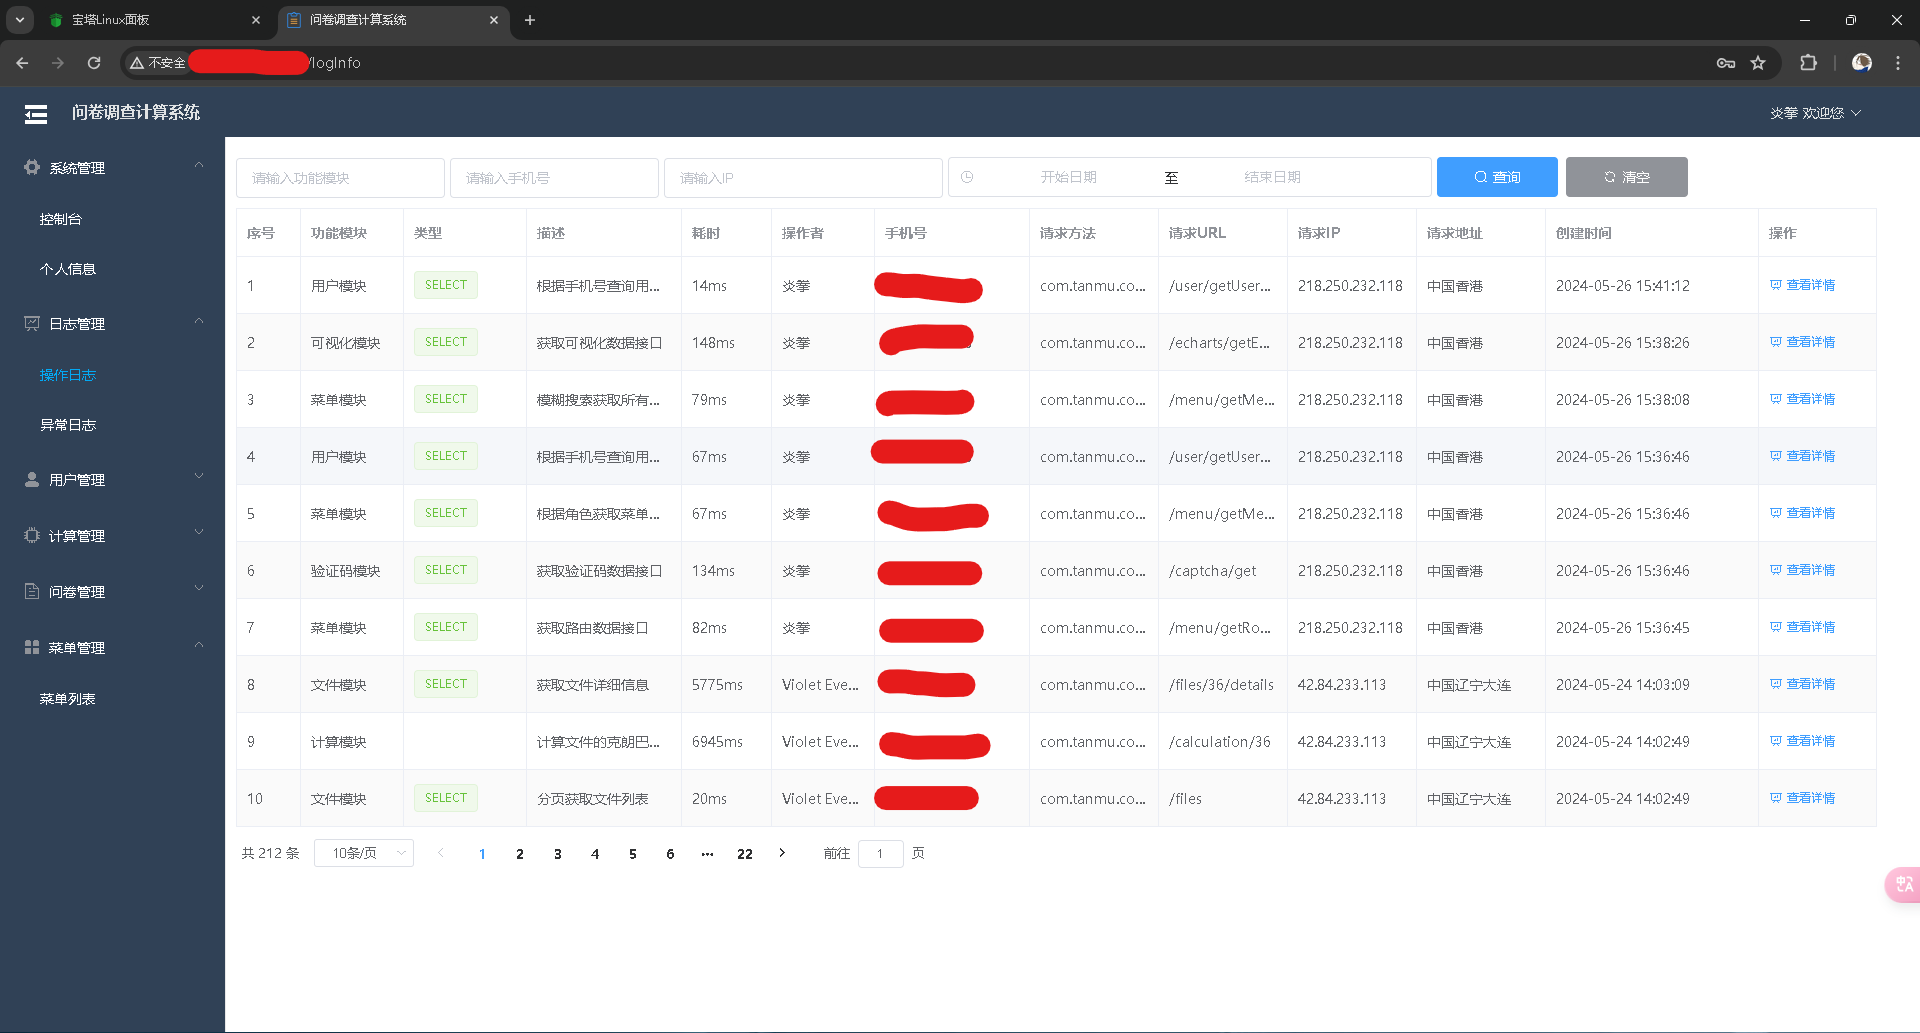 宝塔Linux面板
问卷调查计算系统
不安全 /logInfo
问卷调查计算系统
炎拳 欢迎您
系统管理
控制台
个人信息
日志管理
操作日志
异常日志
用户管理
计算管理
问卷管理
菜单管理
菜单列表
请输入功能模块 请输入手机号 请输入IP 开始日期 至 结束日期 查询 清空
序号 功能模块 类型 描述 耗时 操作者 手机号 请求方法 请求URL 请求IP 请求地址 创建时间 操作
1 用户模块 SELECT 根据手机号查询用... 14ms 炎拳 com.tanmu.co... /user/getUser... 218.250.232.118 中国香港 2024-05-26 15:41:12 查看详情
2 可视化模块 SELECT 获取可视化数据接口 148ms 炎拳 com.tanmu.co... /echarts/getE... 218.250.232.118 中国香港 2024-05-26 15:38:26 查看详情
3 菜单模块 SELECT 模糊搜索获取所有... 79ms 炎拳 com.tanmu.co... /menu/getMe... 218.250.232.118 中国香港 2024-05-26 15:38:08 查看详情
4 用户模块 SELECT 根据手机号查询用... 67ms 炎拳 com.tanmu.co... /user/getUser... 218.250.232.118 中国香港 2024-05-26 15:36:46 查看详情
5 菜单模块 SELECT 根据角色获取菜单... 67ms 炎拳 com.tanmu.co... /menu/getMe... 218.250.232.118 中国香港 2024-05-26 15:36:46 查看详情
6 验证码模块 SELECT 获取验证码数据接口 134ms 炎拳 com.tanmu.co... /captcha/get 218.250.232.118 中国香港 2024-05-26 15:36:46 查看详情
7 菜单模块 SELECT 获取路由数据接口 82ms 炎拳 com.tanmu.co... /menu/getRo... 218.250.232.118 中国香港 2024-05-26 15:36:45 查看详情
8 文件模块 SELECT 获取文件详细信息 5775ms Violet Eve... com.tanmu.co... /files/36/details 42.84.233.113 中国辽宁大连 2024-05-24 14:03:09 查看详情
9 计算模块 计算文件的克朗巴... 6945ms Violet Eve... com.tanmu.co... /calculation/36 42.84.233.113 中国辽宁大连 2024-05-24 14:02:49 查看详情
10 文件模块 SELECT 分页获取文件列表 20ms Violet Eve... com.tanmu.co... /files 42.84.233.113 中国辽宁大连 2024-05-24 14:02:49 查看详情
共 212 条 10条/页 1 2 3 4 5 6 ... 22 前往 1 页